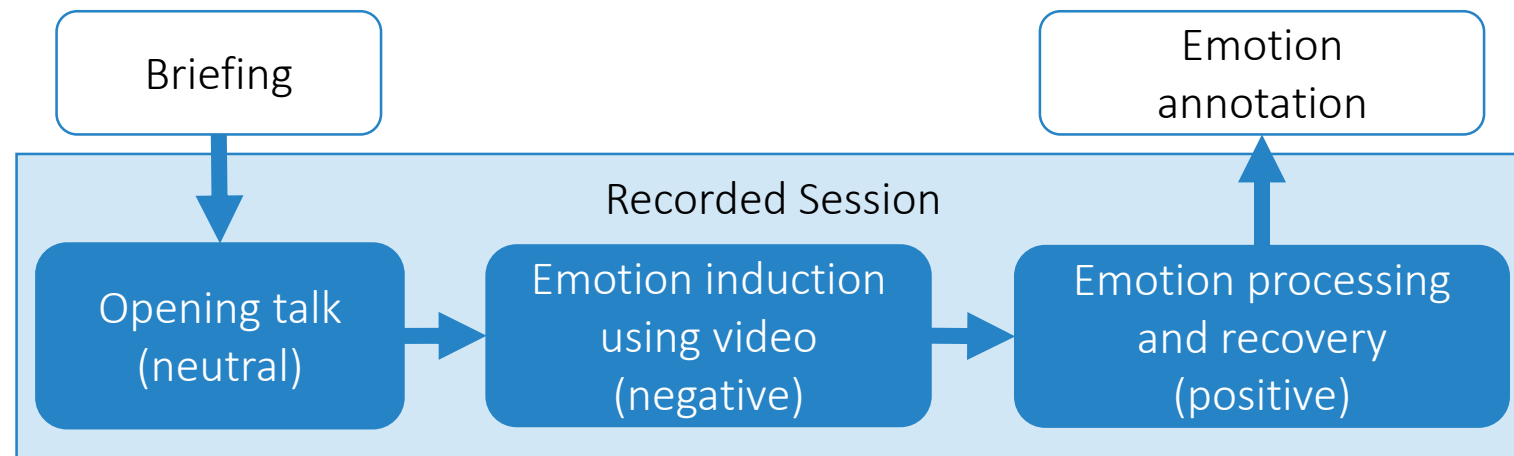 Briefing
Emotion
annotation
Recorded Session
Opening talk
(neutral)
Emotion induction
using video
(negative)
Emotion processing
and recovery
(positive)